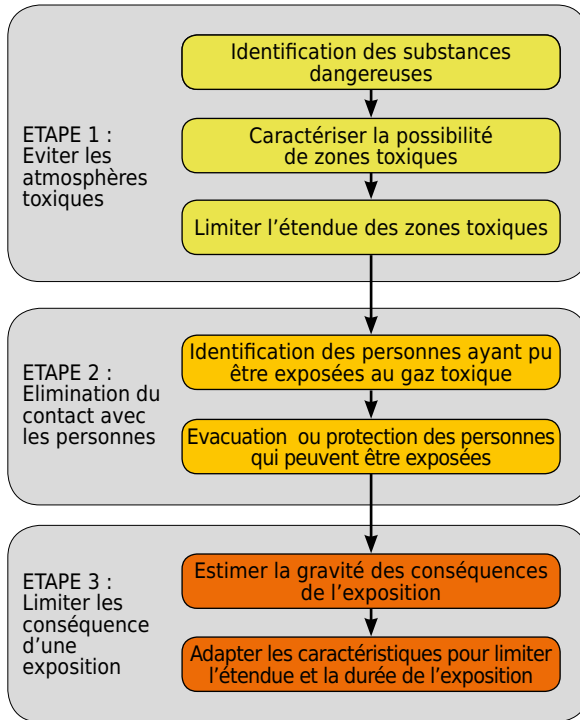 ETAPE 1 :
Eviter les
atmosphères
toxiques
Identification des substances
dangereuses
Caractériser la possibilité
de zones toxiques
Limiter l’étendue des zones toxiques
ETAPE 2 :
Elimination du
contact avec
les personnes
Identification des personnes ayant pu
être exposées au gaz toxique
Evacuation ou protection des personnes
qui peuvent être exposées
ETAPE 3 :
Limiter les
conséquence
d’une
exposition
Estimer la gravité des conséquences
de l’exposition
Adapter les caractéristiques pour limiter
l’étendue et la durée de l’exposition